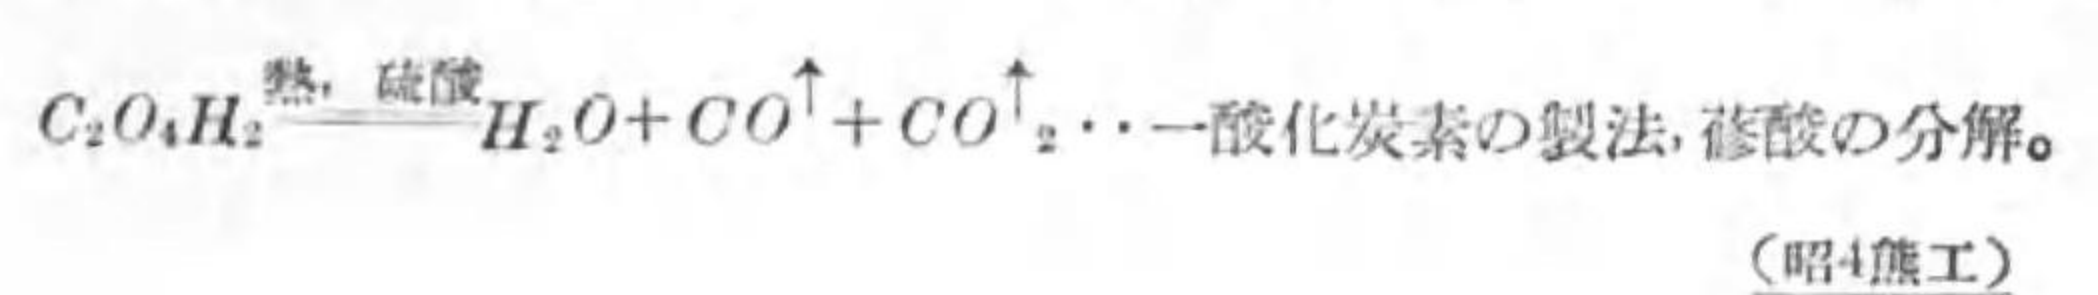 C₂O₄H₂ 熱，硫酸 ═ H₂O+CO↑+CO↑₂‥一酸化炭素の製法,蓚酸の分解。
(昭4熊工)